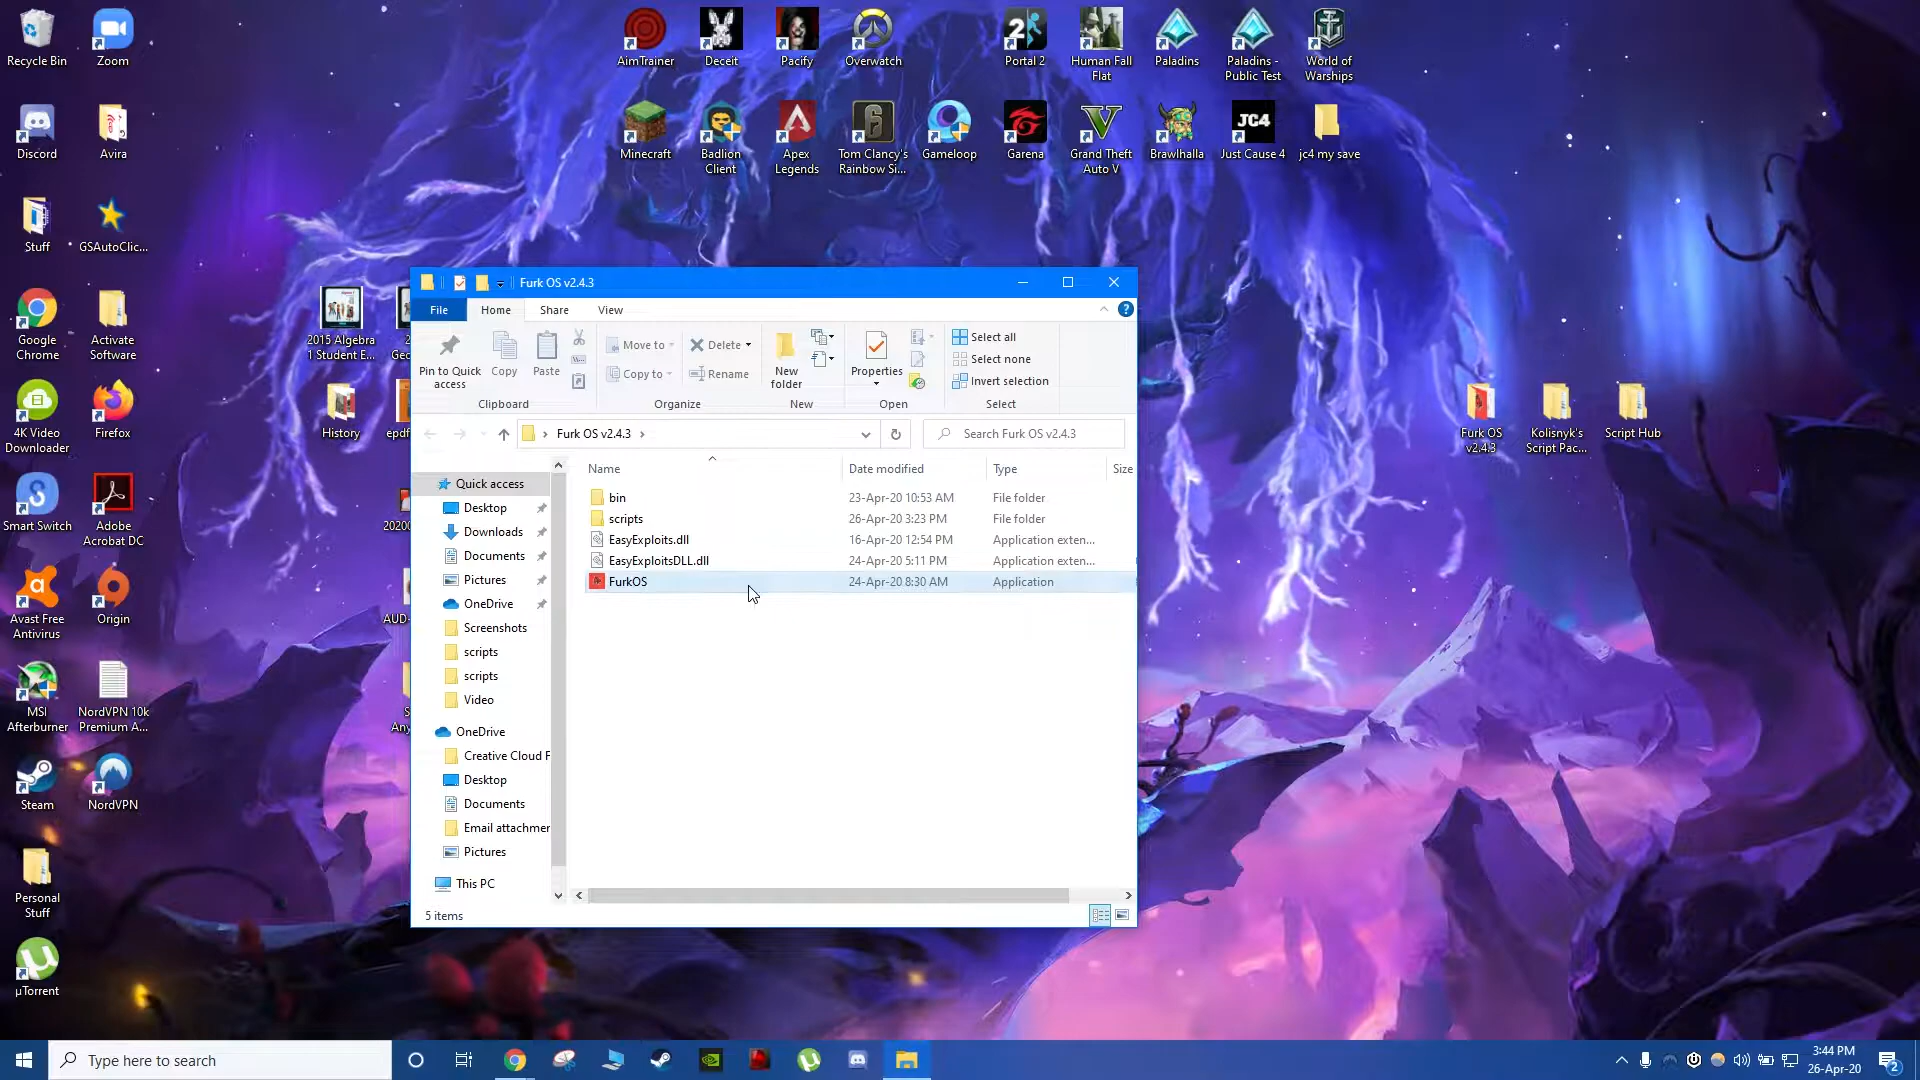 Recycle Bin
Zoom
AimTrainer
Deceit
Pacify
Overwatch
2
Portal 2
Human Fall
Flat
Paladins
Paladins -
Public Test
World of
Warships
Discord
Avira
Minecraft
Badlion
Client
Apex
Legends
6
Tom Clancy's
Rainbow Si...
Gameloop
Garena
V
Grand Theft
Auto V
Brawlhalla
JC4
Just Cause 4
jc4 my save
Stuff
GSAutoClic...
Google
Chrome
Activate
Software
2015 Algebra
1 Student E...
4K Video
Downloader
Firefox
History
epdf
Smart Switch
Adobe
Acrobat DC
Avast Free
Antivirus
Origin
AUD-
MSI
Afterburner
NordVPN 10k
Premium A...
Steam
NordVPN
Personal
Stuff
µTorrent
Furk OS v2.4.3
File
Home
Share
View
Pin to Quick
access
Copy
Paste
Move to
Copy to
Delete
Rename
New
folder
Properties
Select all
Select none
Invert selection
Clipboard
Organize
New
Open
Select
Furk OS v2.4.3
Search Furk OS v2.4.3
Name
Date modified
Type
Size
Quick access
Desktop
Downloads
Documents
Pictures
OneDrive
Screenshots
scripts
scripts
Video
OneDrive
Creative Cloud F
Desktop
Documents
Email attachmer
Pictures
This PC
bin
23-Apr-20 10:53 AM
File folder
scripts
26-Apr-20 3:23 PM
File folder
EasyExploits.dll
16-Apr-20 12:54 PM
Application exten...
EasyExploitsDLL.dll
24-Apr-20 5:11 PM
Application exten...
FurkOS
24-Apr-20 8:30 AM
Application
5 items
Furk OS
v2.4.3
Kolisnyk's
Script Pac...
Script Hub
Type here to search
3:44 PM
26-Apr-20
2